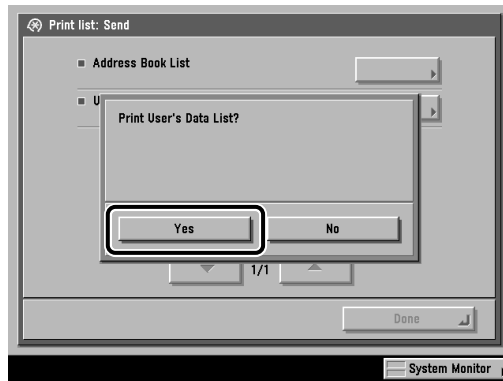 Print list: Send
Address Book List
U
Print User's Data List?
Yes
No
1/1
Done
System Monitor